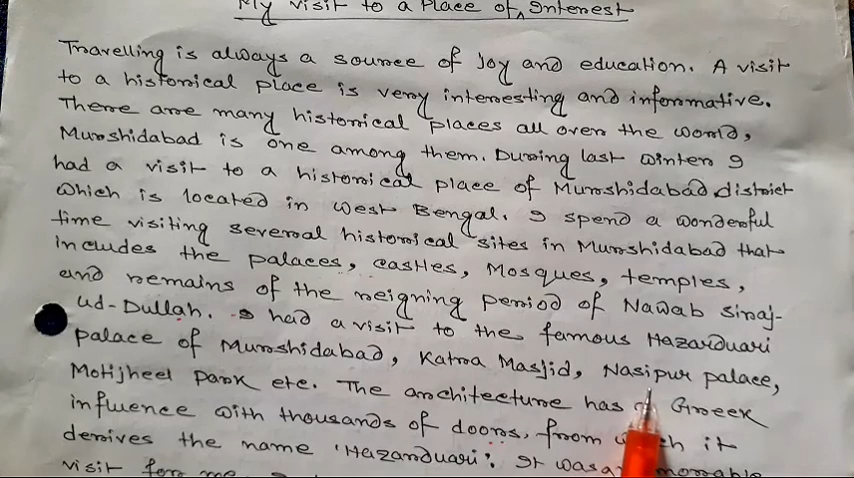 My visit to a Place of Interest
Travelling is always a source of Joy and education. A visit
to a historical place is very interesting and informative.
There are many historical places all over the world,
Murshidabad is one among them. During last winter I
had a visit to a historical place of Murshidabad district
which is located in West Bengal. I spend a wonderful
time visiting several historical sites in Murshidabad that
includes the palaces, castles, Mosques, temples,
and remains of the reigning period of Nawab Siraj-
ud-Dullah. I had a visit to the famous Hazarduari
palace of Murshidabad, Katra Masjid, Nasipur palace,
Motijheel Park etc. The architecture has Greek
influence with thousands of doors, from which it
derives the name 'Hazarduari'. It was a
visit for me.